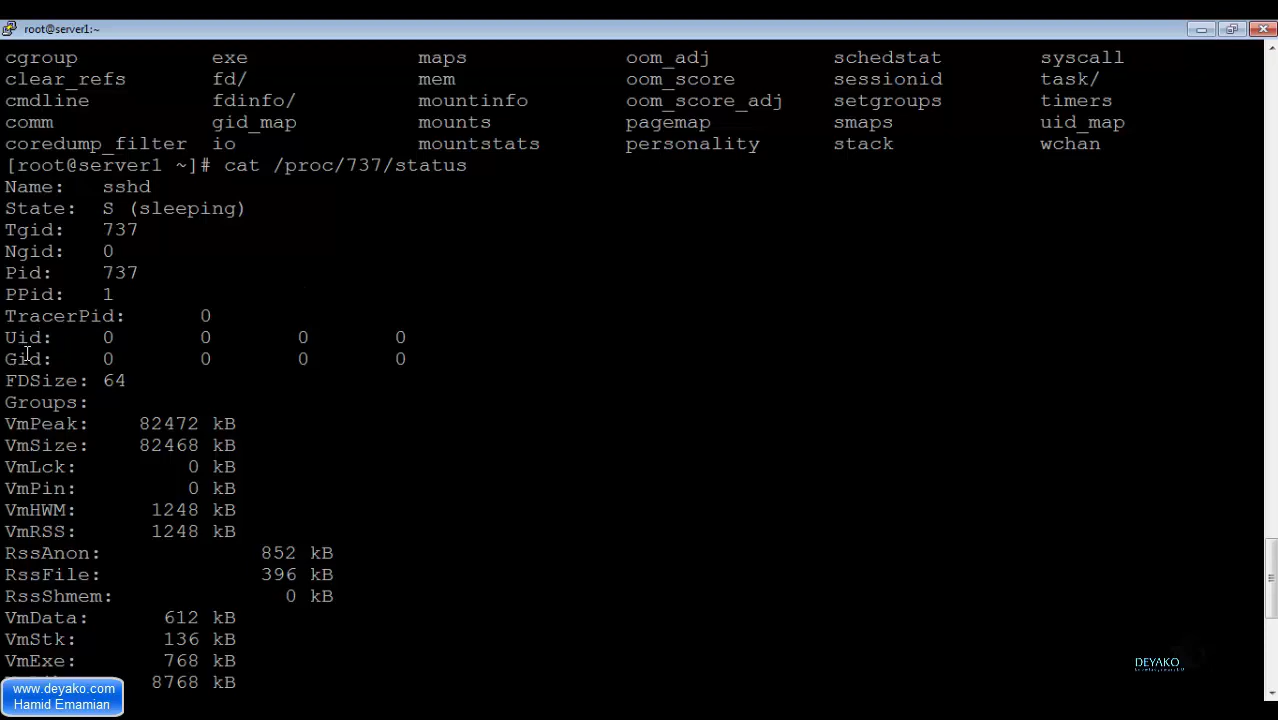 root@server1:~
cgroup exe maps oom_adj schedstat syscall
clear_refs fd/ mem oom_score sessionid task/
cmdline fdinfo/ mountinfo oom_score_adj setgroups timers
comm gid_map mounts pagemap smaps uid_map
coredump_filter io mountstats personality stack wchan
[root@server1 ~]# cat /proc/737/status
Name: sshd
State: S (sleeping)
Tgid: 737
Ngid: 0
Pid: 737
PPid: 1
TracerPid: 0
Uid: 0 0 0 0
Gid: 0 0 0 0
FDSize: 64
Groups:
VmPeak: 82472 kB
VmSize: 82468 kB
VmLck: 0 kB
VmPin: 0 kB
VmHWM: 1248 kB
VmRSS: 1248 kB
RssAnon: 852 kB
RssFile: 396 kB
RssShmem: 0 kB
VmData: 612 kB
VmStk: 136 kB
VmExe: 768 kB
8768 kB
DEYAKO
www.deyako.com
Hamid Emamian